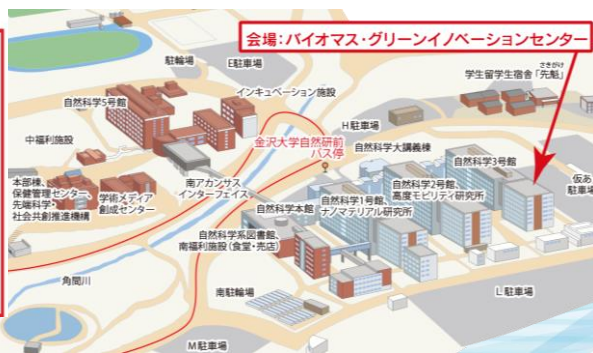 会場：バイオマス・グリーンイノベーションセンター
駐輪場
E駐車場
さきがけ
学生留学生宿舎「先魁」
自然科学5号館
インキュベーション施設
H駐車場
中福利施設
金沢大学自然研前
バス停
自然科学大講義棟
自然科学3号館
本部棟、
保健管理センター、
先端科学・
社会共創推進機構
学術メディア
創成センター
南アカンサス
インターフェイス
自然科学2号館、
高度モビリティ研究所
仮あ
駐車場
自然科学1号館、
ナノマテリアル研究所
自然科学本館
自然科学系図書館、
南福利施設（食堂・売店）
角間川
南駐輪場
L駐車場
M駐車場